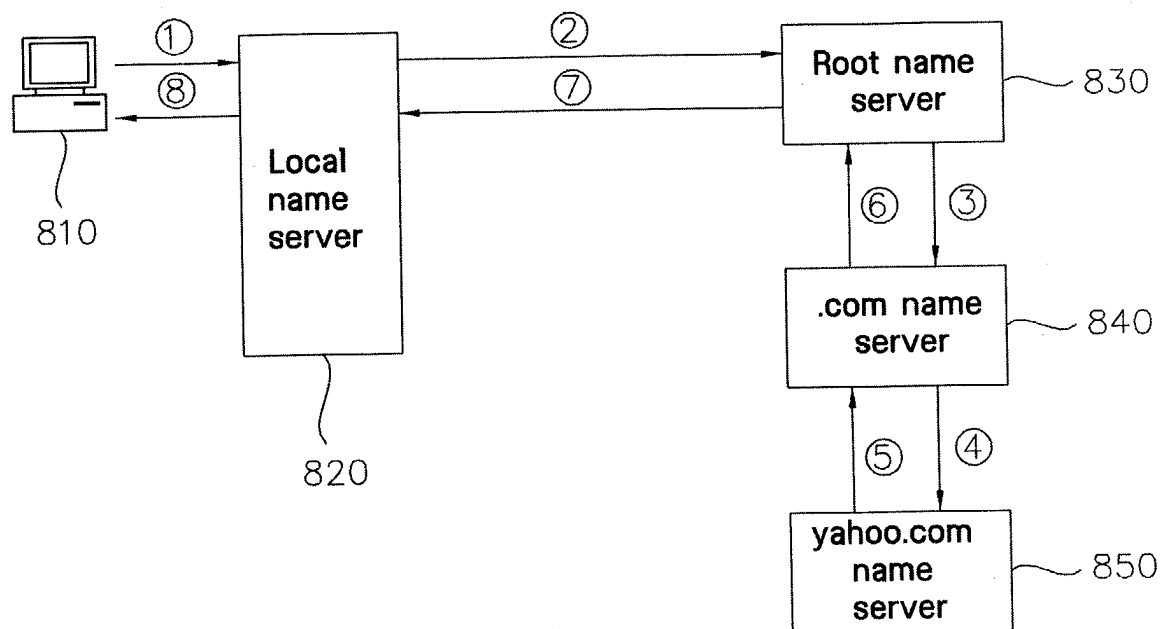 ①
②
⑧
⑦
Root name
server
830
Local
name
server
810
820
⑥
③
.com name
server
840
⑤
④
yahoo.com
name
server
850